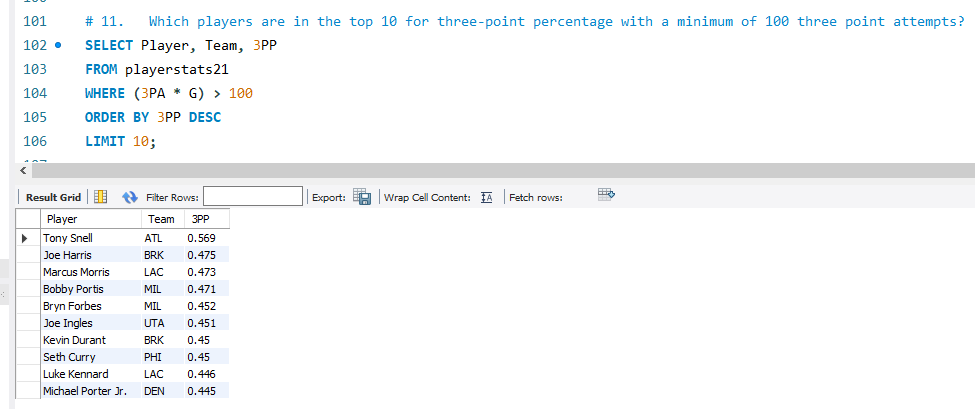 101 # 11. Which players are in the top 10 for three-point percentage with a minimum of 100 three point attempts?
102 SELECT Player, Team, 3PP
103 FROM playerstats21
104 WHERE (3PA * G) > 100
105 ORDER BY 3PP DESC
106 LIMIT 10;
Result Grid Filter Rows: Export: Wrap Cell Content: Fetch rows:
Player Team 3PP
Tony Snell ATL 0.569
Joe Harris BRK 0.475
Marcus Morris LAC 0.473
Bobby Portis MIL 0.471
Bryn Forbes MIL 0.452
Joe Ingles UTA 0.451
Kevin Durant BRK 0.45
Seth Curry PHI 0.45
Luke Kennard LAC 0.446
Michael Porter Jr. DEN 0.445